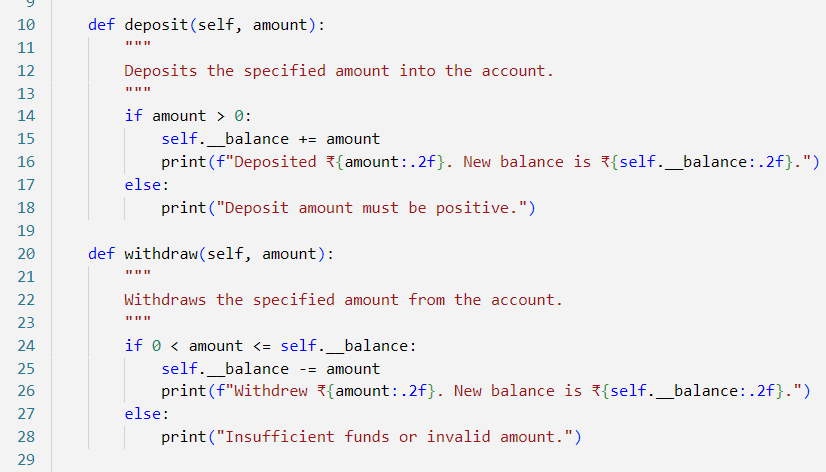 9
10 def deposit(self, amount):
11 """
12 Deposits the specified amount into the account.
13 """
14 if amount > 0:
15 self.__balance += amount
16 print(f"Deposited ₹{amount:.2f}. New balance is ₹{self.__balance:.2f}.")
17 else:
18 print("Deposit amount must be positive.")
19
20 def withdraw(self, amount):
21 """
22 Withdraws the specified amount from the account.
23 """
24 if 0 < amount <= self.__balance:
25 self.__balance -= amount
26 print(f"Withdrew ₹{amount:.2f}. New balance is ₹{self.__balance:.2f}.")
27 else:
28 print("Insufficient funds or invalid amount.")
29